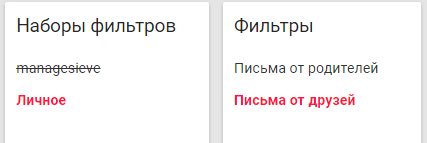 Наборы фильтров
managesieve
Личное
Фильтры
Письма от родителей
Письма от друзей